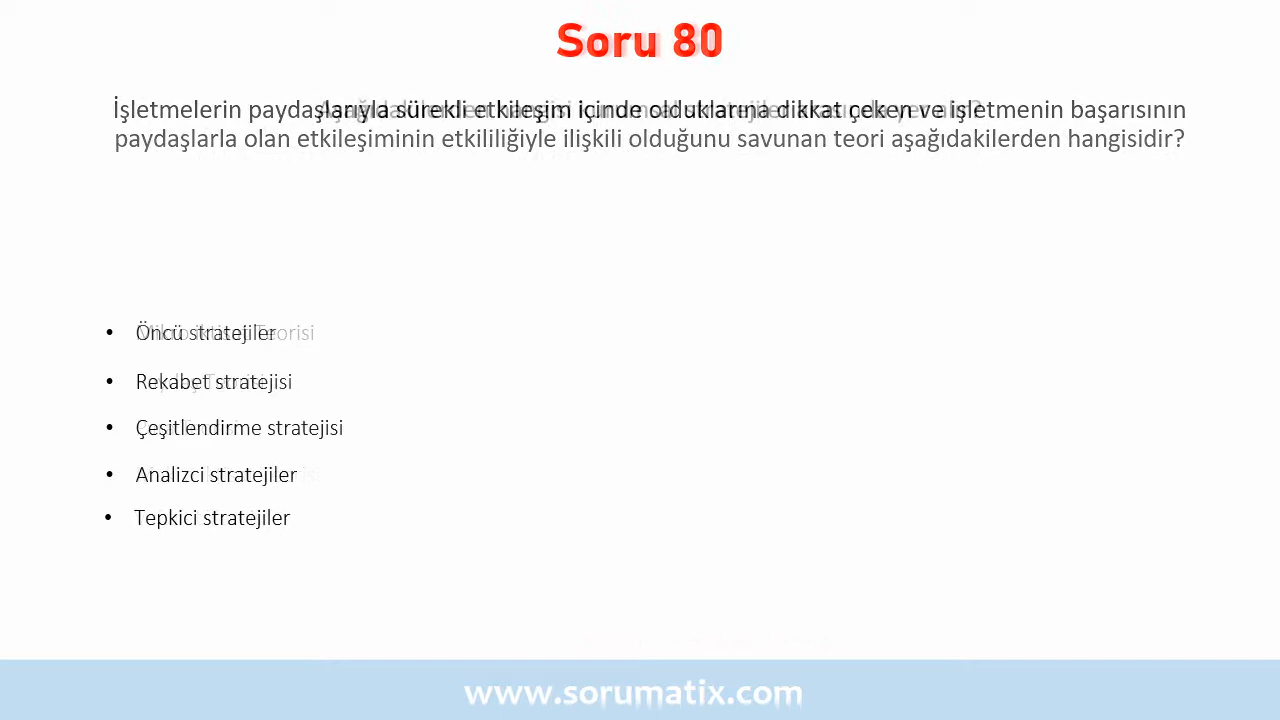 Soru 80
İşletmelerin paydaşlarıyla sürekli etkileşim içinde olduklarına dikkat çeken ve işletmenin başarısının
paydaşlarla olan etkileşiminin etkililiğiyle ilişkili olduğunu savunan teori aşağıdakilerden hangisidir?
• Öncü stratejiler
• Rekabet stratejisi
• Çeşitlendirme stratejisi
• Analizci stratejiler
• Tepkici stratejiler
www.sorumatix.com